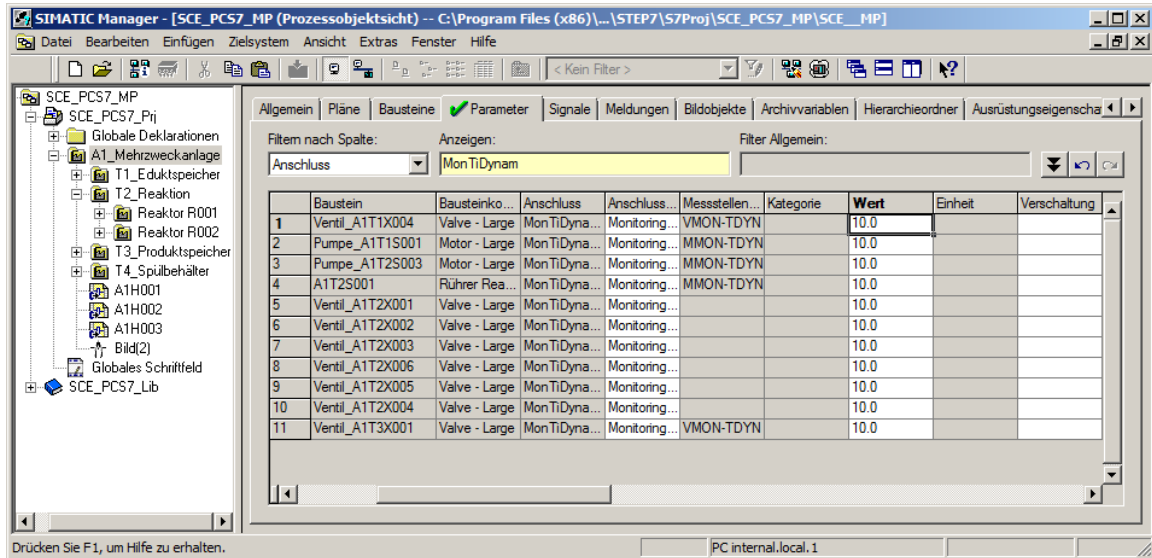 SIMATIC Manager - [SCE_PCS7_MP (Prozessobjektsicht) -- C:\Program Files (x86)\...\STEP7\S7Proj\SCE_PCS7_MP\SCE__MP]
Datei Bearbeiten Einfügen Zielsystem Ansicht Extras Fenster Hilfe
< Kein Filter >
SCE_PCS7_MP
SCE_PCS7_Prj
Globale Deklarationen
A1_Mehrzweckanlage
T1_Eduktspeicher
T2_Reaktion
Reaktor R001
Reaktor R002
T3_Produktspeicher
T4_Spülbehälter
A1H001
A1H002
A1H003
Bild(2)
Globales Schriftfeld
SCE_PCS7_Lib
Allgemein Pläne Bausteine Parameter Signale Meldungen Bildobjekte Archivvariablen Hierarchieordner Ausrüstungseigenscha
Filtern nach Spalte: Anzeigen: Filter Allgemein:
Anschluss MonTiDynam
Baustein Bausteinko... Anschluss Anschluss... Messstellen... Kategorie Wert Einheit Verschaltung
1 Ventil_A1T1X004 Valve - Large MonTiDyna... Monitoring... VMON-TDYN 10.0
2 Pumpe_A1T1S001 Motor - Large MonTiDyna... Monitoring... MMON-TDYN 10.0
3 Pumpe_A1T2S003 Motor - Large MonTiDyna... Monitoring... MMON-TDYN 10.0
4 A1T2S001 Rührer Rea... MonTiDyna... Monitoring... MMON-TDYN 10.0
5 Ventil_A1T2X001 Valve - Large MonTiDyna... Monitoring... 10.0
6 Ventil_A1T2X002 Valve - Large MonTiDyna... Monitoring... 10.0
7 Ventil_A1T2X003 Valve - Large MonTiDyna... Monitoring... 10.0
8 Ventil_A1T2X006 Valve - Large MonTiDyna... Monitoring... 10.0
9 Ventil_A1T2X005 Valve - Large MonTiDyna... Monitoring... 10.0
10 Ventil_A1T2X004 Valve - Large MonTiDyna... Monitoring... 10.0
11 Ventil_A1T3X001 Valve - Large MonTiDyna... Monitoring... VMON-TDYN 10.0
Drücken Sie F1, um Hilfe zu erhalten. PC internal.local.1